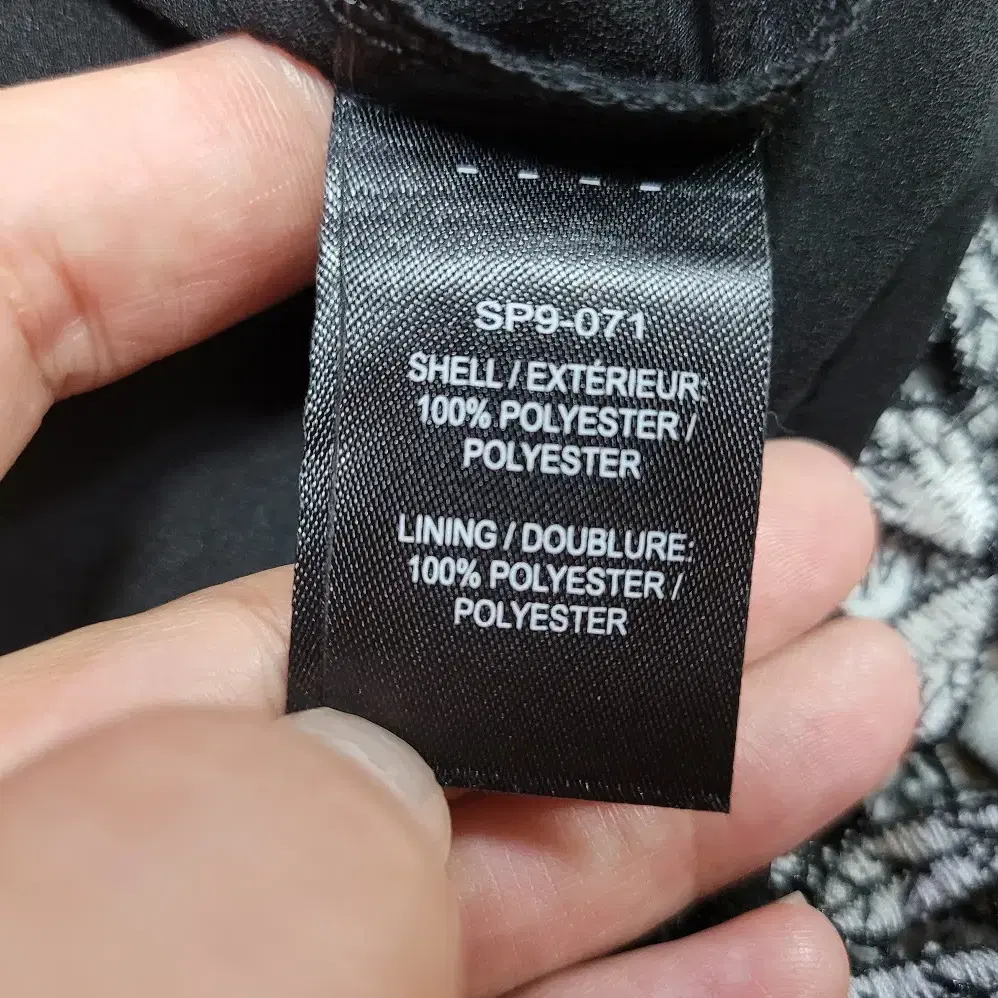 SP9-071
SHELL / EXTÉRIEUR:
100% POLYESTER /
POLYESTER
LINING / DOUBLURE:
100% POLYESTER /
POLYESTER